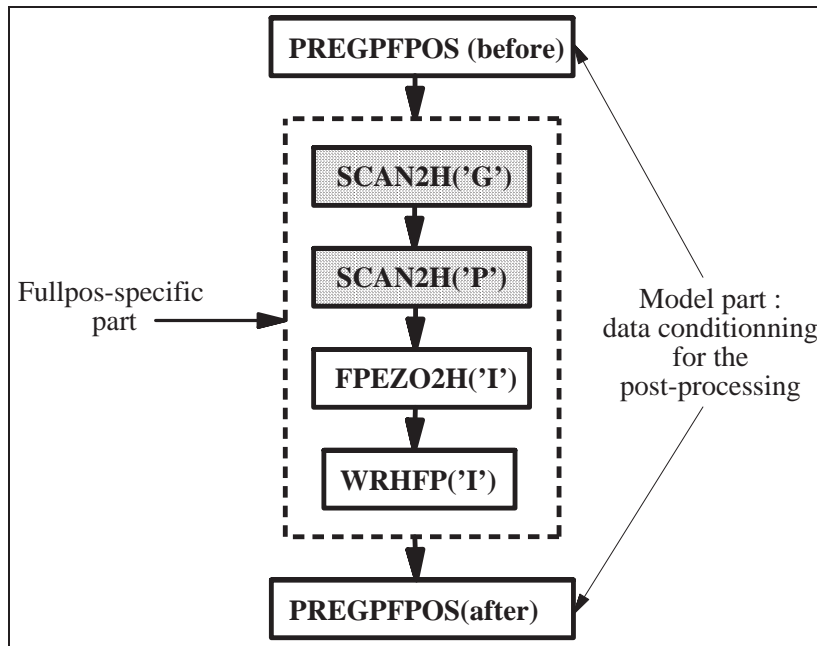 PREGPFPOS (before)
SCAN2H('G')
SCAN2H('P')
Fullpos-specific
part
Model part :
data conditionning
for the
post-processing
FPEZO2H('I')
WRHFP('I')
PREGPFPOS(after)